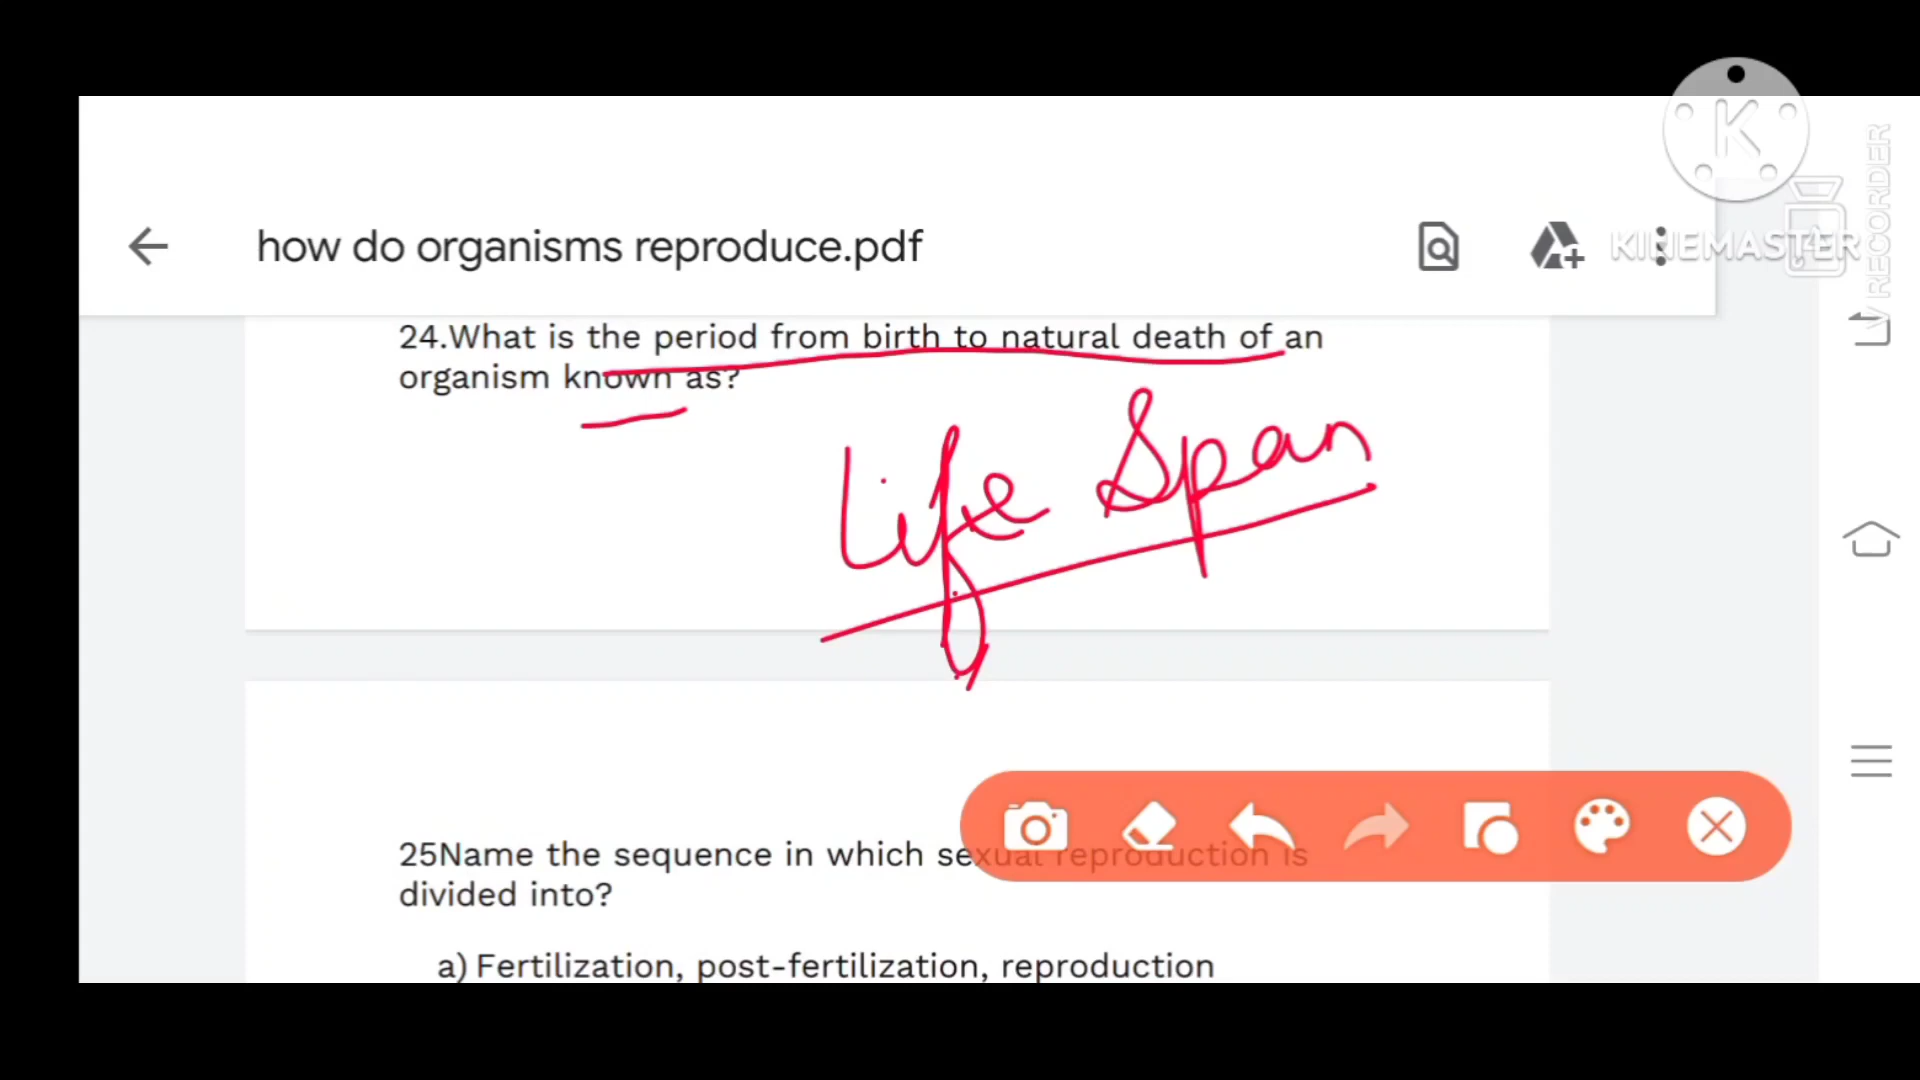 K
V RECORDER
how do organisms reproduce.pdf
KINEMASTER
24.What is the period from birth to natural death of an
organism known as?
Life Span
25Name the sequence in which sexual reproduction is
divided into?
a) Fertilization, post-fertilization, reproduction